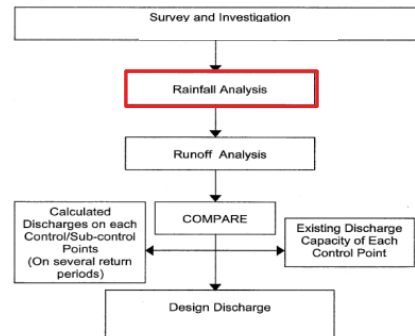 Survey and Investigation
Rainfall Analysis
Runoff Analysis
COMPARE
Calculated
Discharges on each
Control/Sub-control
Points
(On several return
periods)
Existing Discharge
Capacity of Each
Control Point
Design Discharge